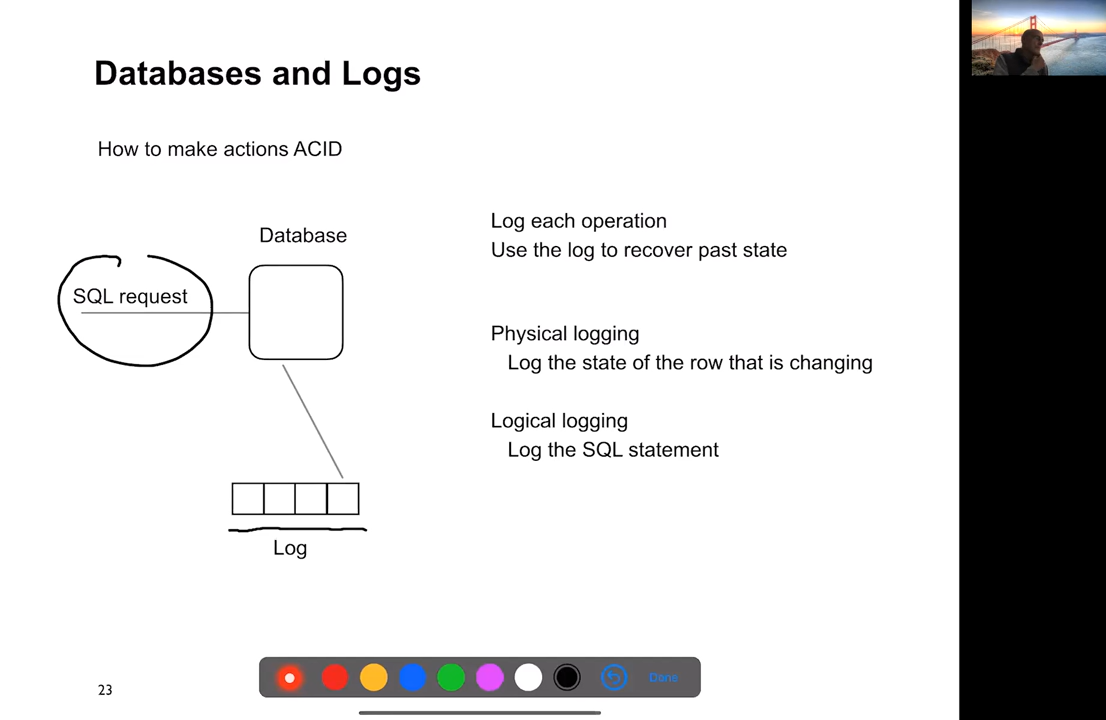 Databases and Logs
How to make actions ACID
Database
SQL request
Log
Log each operation
Use the log to recover past state
Physical logging
Log the state of the row that is changing
Logical logging
Log the SQL statement
23
Done